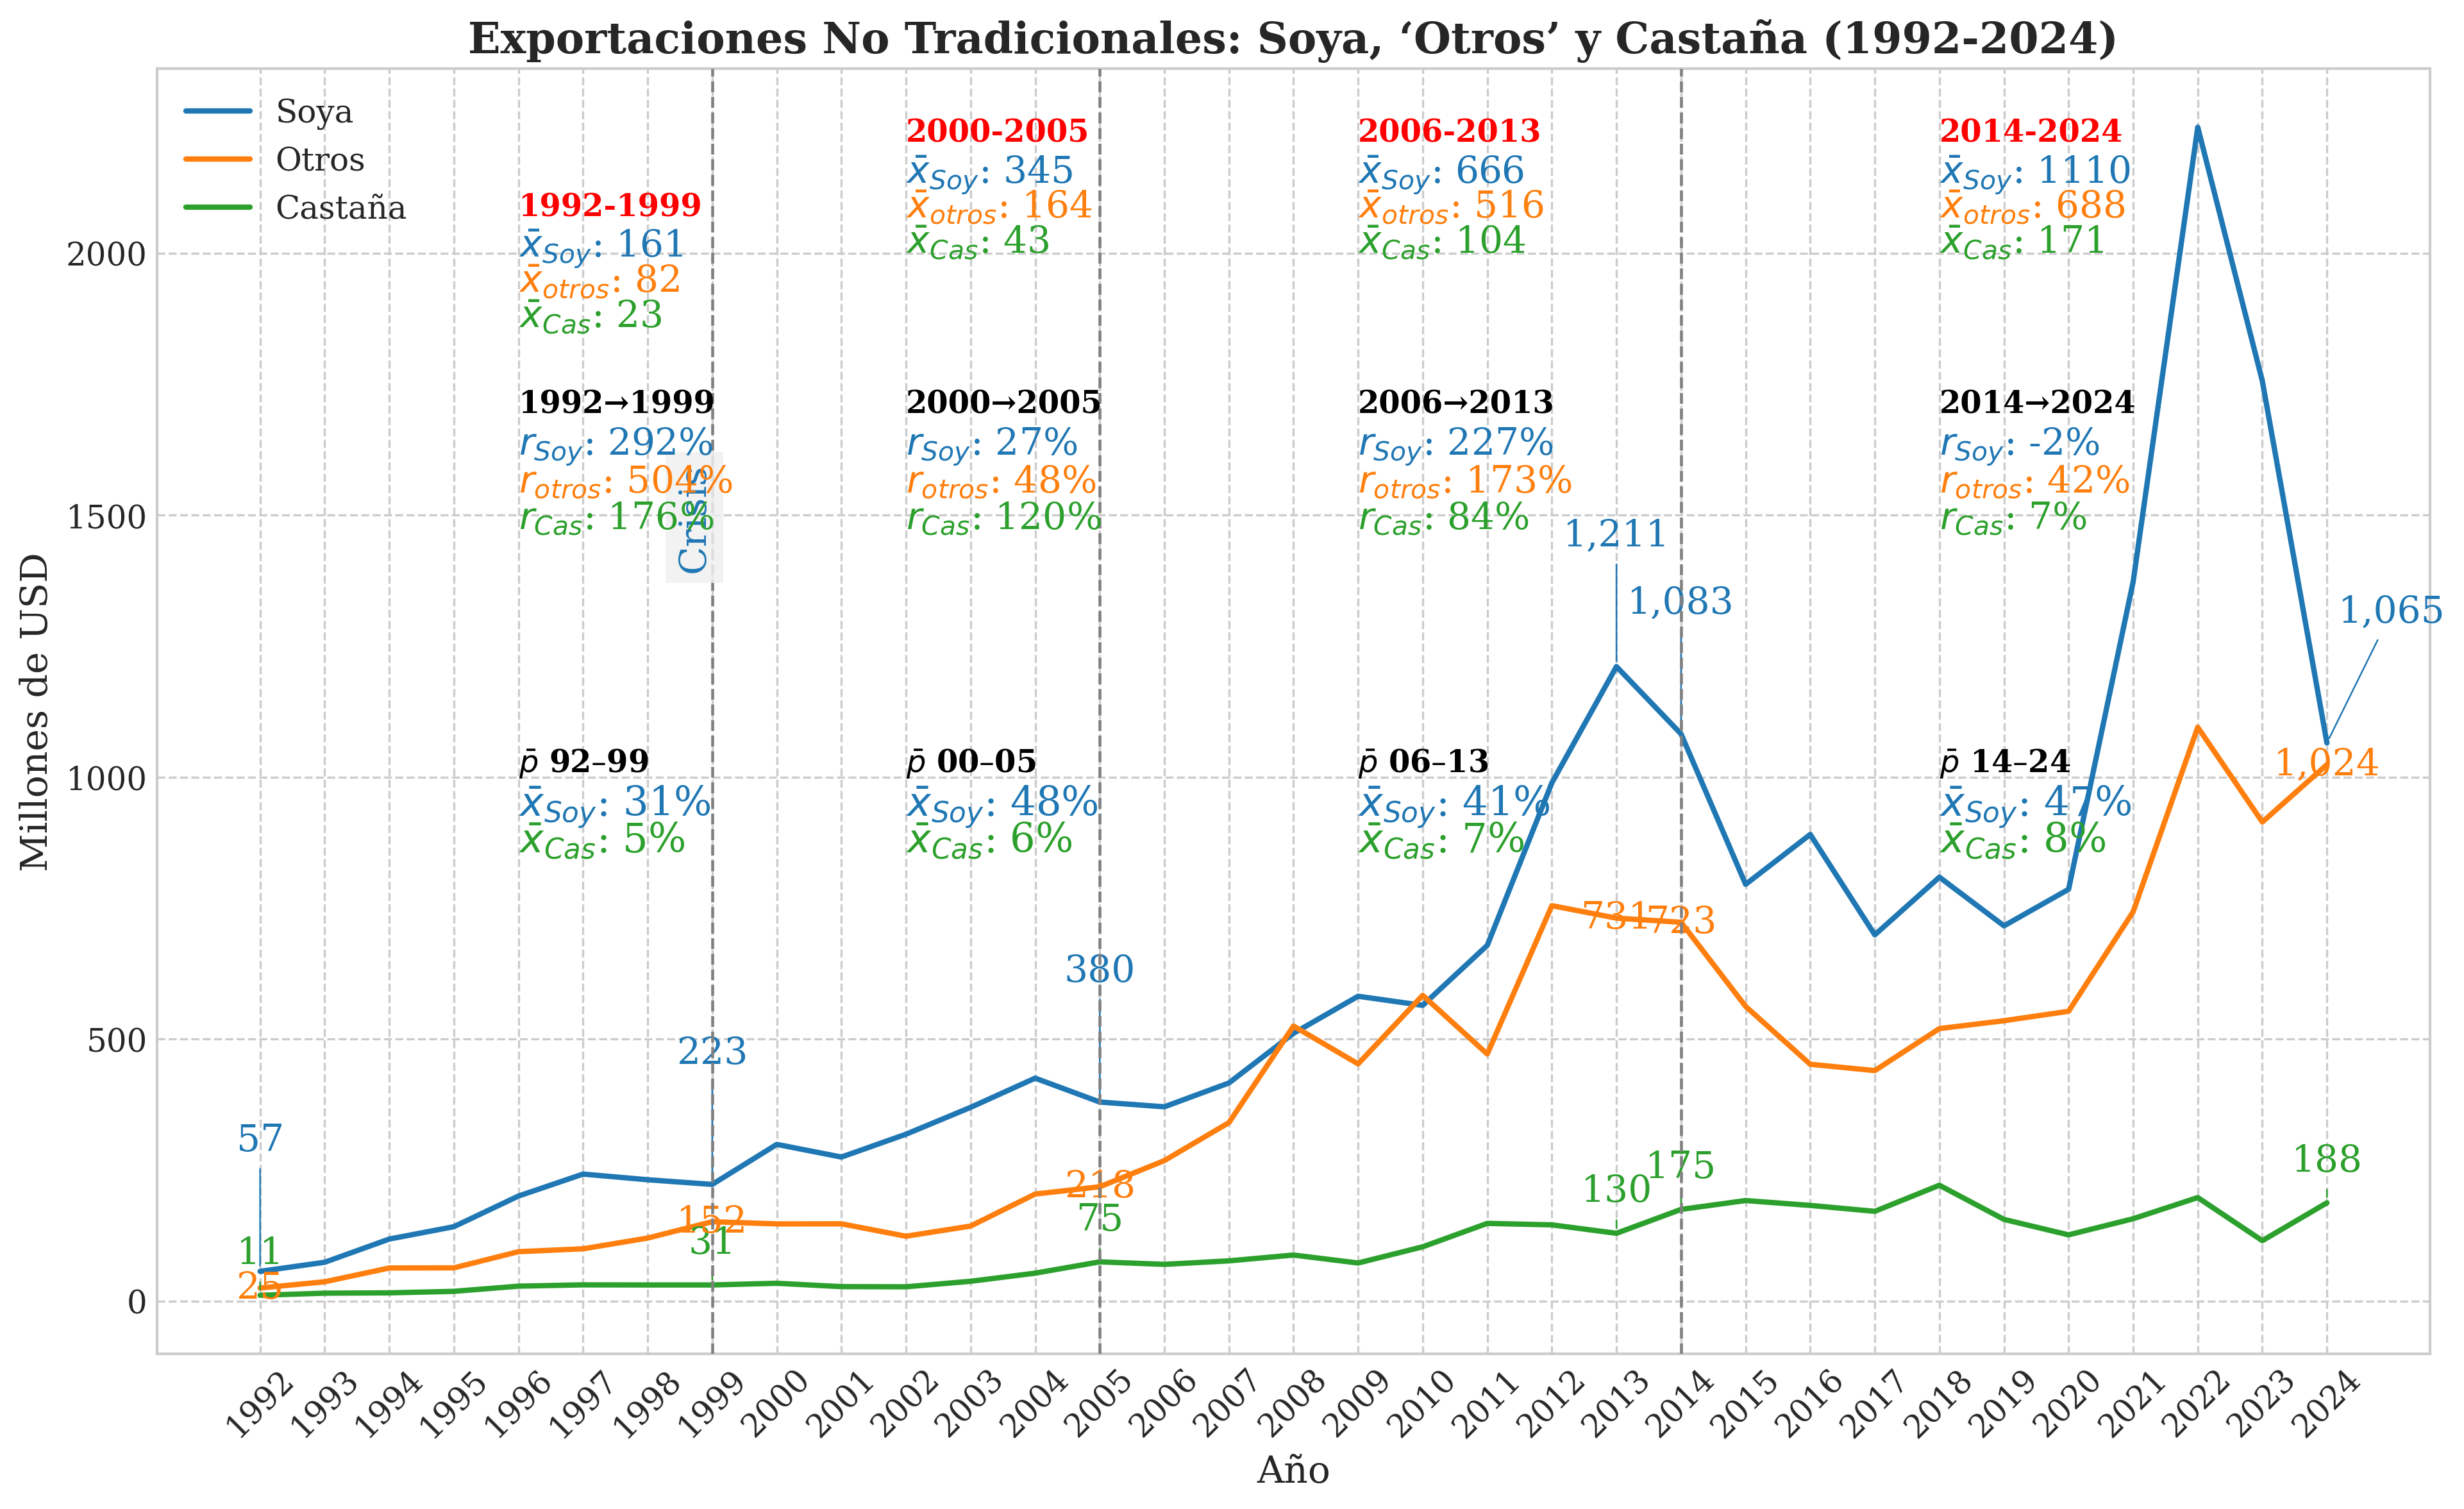 Exportaciones No Tradicionales: Soya, ‘Otros’ y Castaña (1992-2024)
Soya
Otros
Castaña
1992-1999
x̄Soy: 161
x̄otros: 82
x̄Cas: 23
2000-2005
x̄Soy: 345
x̄otros: 164
x̄Cas: 43
2006-2013
x̄Soy: 666
x̄otros: 516
x̄Cas: 104
2014-2024
x̄Soy: 1110
x̄otros: 688
x̄Cas: 171
1992→1999
rSoy: 292%
rotros: 504%
rCas: 176%
Crisis
2000→2005
rSoy: 27%
rotros: 48%
rCas: 120%
2006→2013
rSoy: 227%
rotros: 173%
rCas: 84%
2014→2024
rSoy: -2%
rotros: 42%
rCas: 7%
p̄ 92–99
x̄Soy: 31%
x̄Cas: 5%
p̄ 00–05
x̄Soy: 48%
x̄Cas: 6%
p̄ 06–13
x̄Soy: 41%
x̄Cas: 7%
p̄ 14–24
x̄Soy: 47%
x̄Cas: 8%
57
11
25
223
152
31
380
218
75
1,211
731
130
1,083
723
175
1,065
1,024
188
Millones de USD
2000
1500
1000
500
0
1992
1993
1994
1995
1996
1997
1998
1999
2000
2001
2002
2003
2004
2005
2006
2007
2008
2009
2010
2011
2012
2013
2014
2015
2016
2017
2018
2019
2020
2021
2022
2023
2024
Año